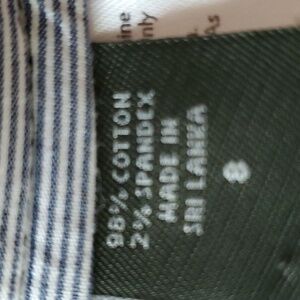 98% COTTON
2% SPANDEX
MADE IN
SRI LANKA
8